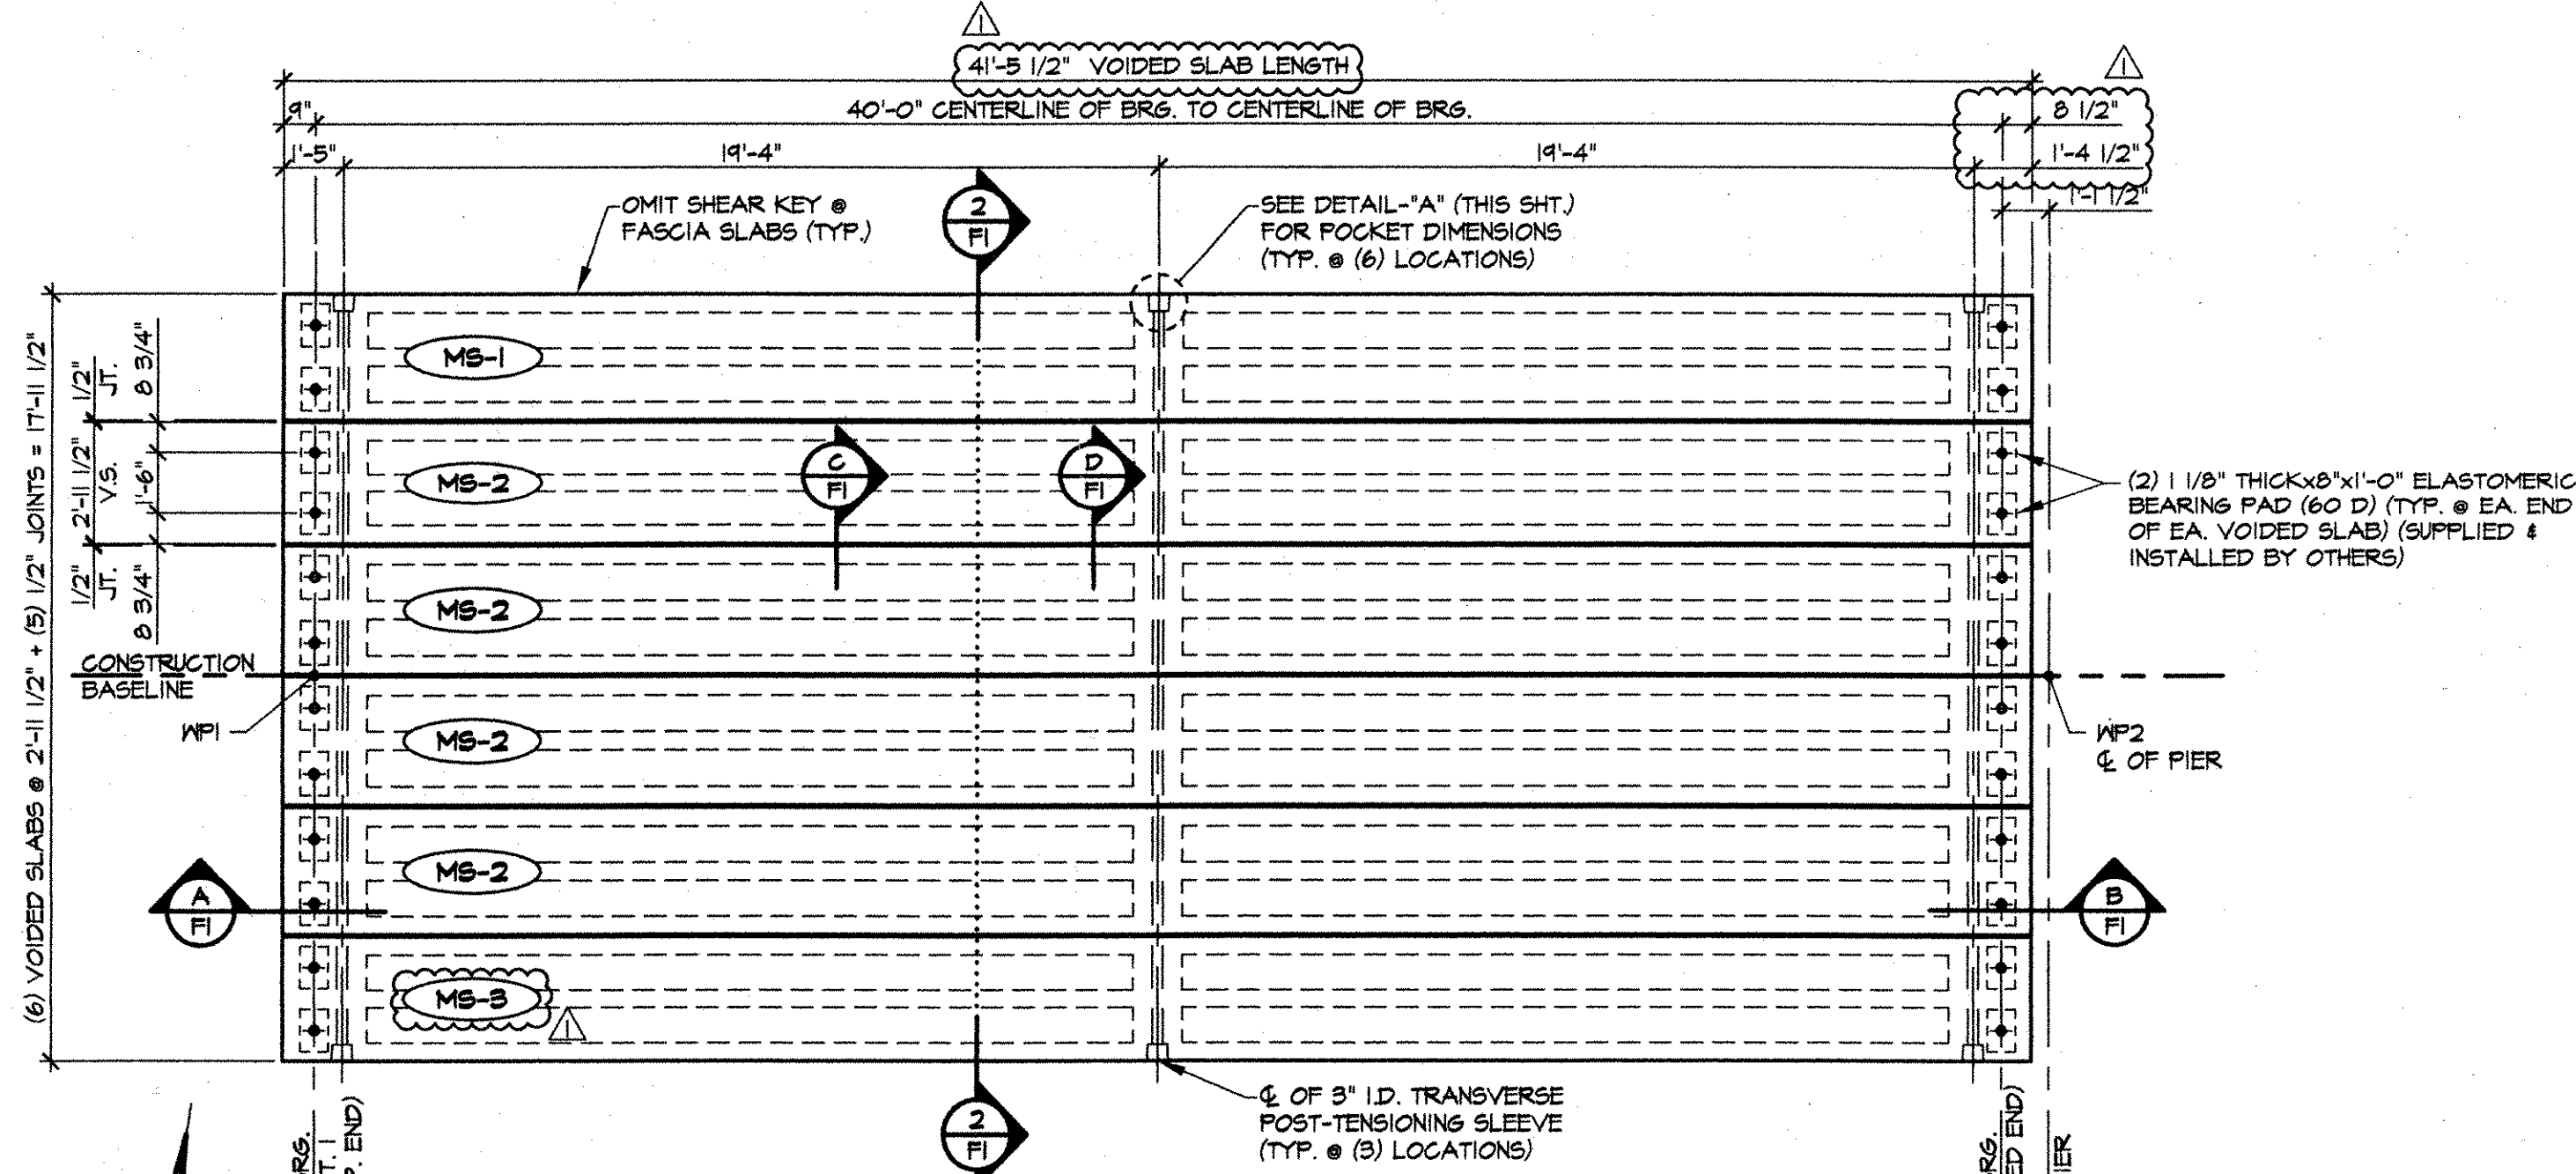 1
41'-5 1/2" VOIDED SLAB LENGTH
1
9"
40'-0" CENTERLINE OF BRG. TO CENTERLINE OF BRG.
8 1/2"
1'-5"
19'-4"
19'-4"
1'-4 1/2"
1'-1 1/2"
OMIT SHEAR KEY @
FASCIA SLABS (TYP.)
2
F1
SEE DETAIL-"A" (THIS SHT.)
FOR POCKET DIMENSIONS
(TYP. @ (6) LOCATIONS)
(6) VOIDED SLABS @ 2'-11 1/2" + (5) 1/2" JOINTS = 17'-11 1/2"
1/2"
JT.
8 3/4"
2'-11 1/2"
V.S.
1'-6"
1/2"
JT.
8 3/4"
MS-1
MS-2
C
F1
D
F1
(2) 1 1/8" THICKx8"x1'-0" ELASTOMERIC
BEARING PAD (60 D) (TYP. @ EA. END
OF EA. VOIDED SLAB) (SUPPLIED &
INSTALLED BY OTHERS)
MS-2
CONSTRUCTION
BASELINE
WP1
MS-2
WP2
℄ OF PIER
MS-2
A
F1
B
F1
MS-3
1
℄ OF 3" I.D. TRANSVERSE
POST-TENSIONING SLEEVE
(TYP. @ (3) LOCATIONS)
2
F1
BRG.
T. 1
P. END)
BRG.
ED END)
IER